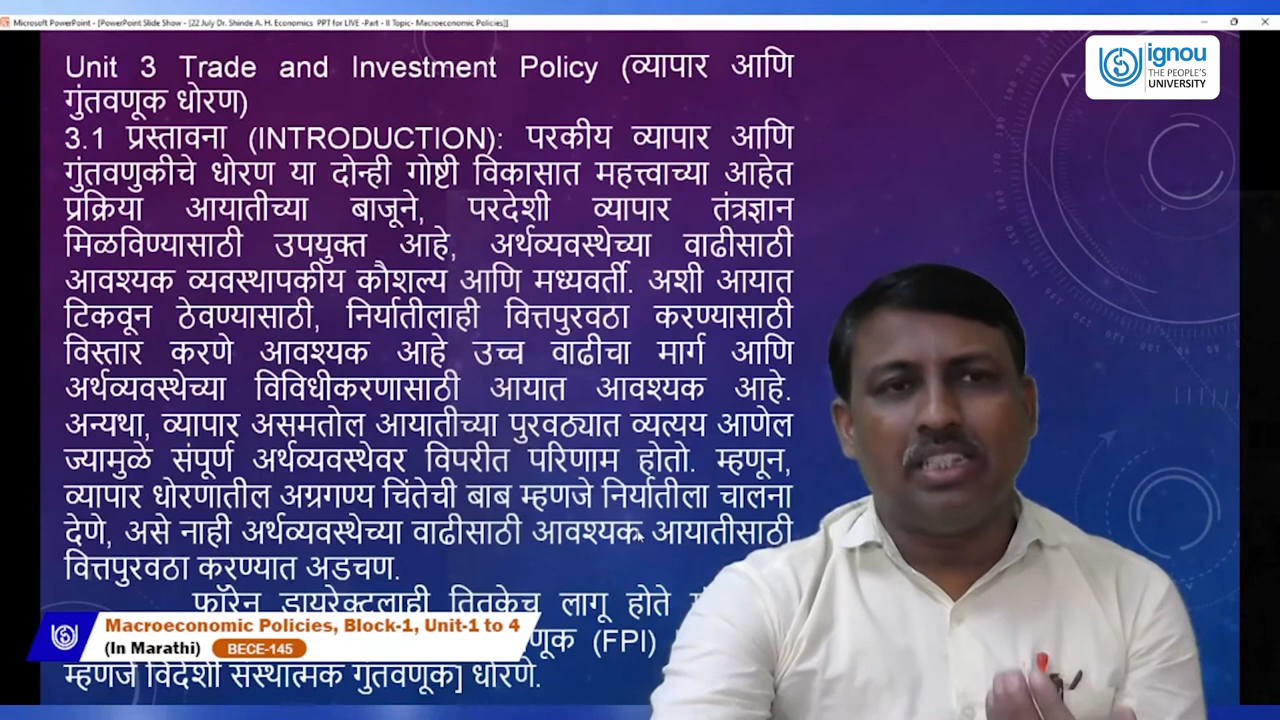 Microsoft PowerPoint - [PowerPoint Slide Show - [22 July Dr. Shinde A. H. Economics PPT for LIVE -Part - II Topic- Macroeconomic Policies]]
ignou
THE PEOPLE'S
UNIVERSITY
Unit 3 Trade and Investment Policy (व्यापार आणि
गुंतवणूक धोरण)
3.1 प्रस्तावना (INTRODUCTION): परकीय व्यापार आणि
गुंतवणुकीचे धोरण या दोन्ही गोष्टी विकासात महत्त्वाच्या आहेत
प्रक्रिया आयातीच्या बाजूने, परदेशी व्यापार तंत्रज्ञान
मिळविण्यासाठी उपयुक्त आहे, अर्थव्यवस्थेच्या वाढीसाठी
आवश्यक व्यवस्थापकीय कौशल्य आणि मध्यवर्ती. अशी आयात
टिकवून ठेवण्यासाठी, निर्यातीलाही वित्तपुरवठा करण्यासाठी
विस्तार करणे आवश्यक आहे उच्च वाढीचा मार्ग आणि
अर्थव्यवस्थेच्या विविधीकरणासाठी आयात आवश्यक आहे.
अन्यथा, व्यापार असमतोल आयातीच्या पुरवठ्यात व्यत्यय आणेल
ज्यामुळे संपूर्ण अर्थव्यवस्थेवर विपरीत परिणाम होतो. म्हणून,
व्यापार धोरणातील अग्रगण्य चिंतेची बाब म्हणजे निर्यातीला चालना
देणे, असे नाही अर्थव्यवस्थेच्या वाढीसाठी आवश्यक आयातीसाठी
वित्तपुरवठा करण्यात अडचण.
फॉरेन डायरेक्टलाही तितकेच लागू होते
(FPI)
म्हणजे विदेशी संस्थात्मक गुंतवणूक] धोरणे.
Macroeconomic Policies, Block-1, Unit-1 to 4
(In Marathi) BECE-145